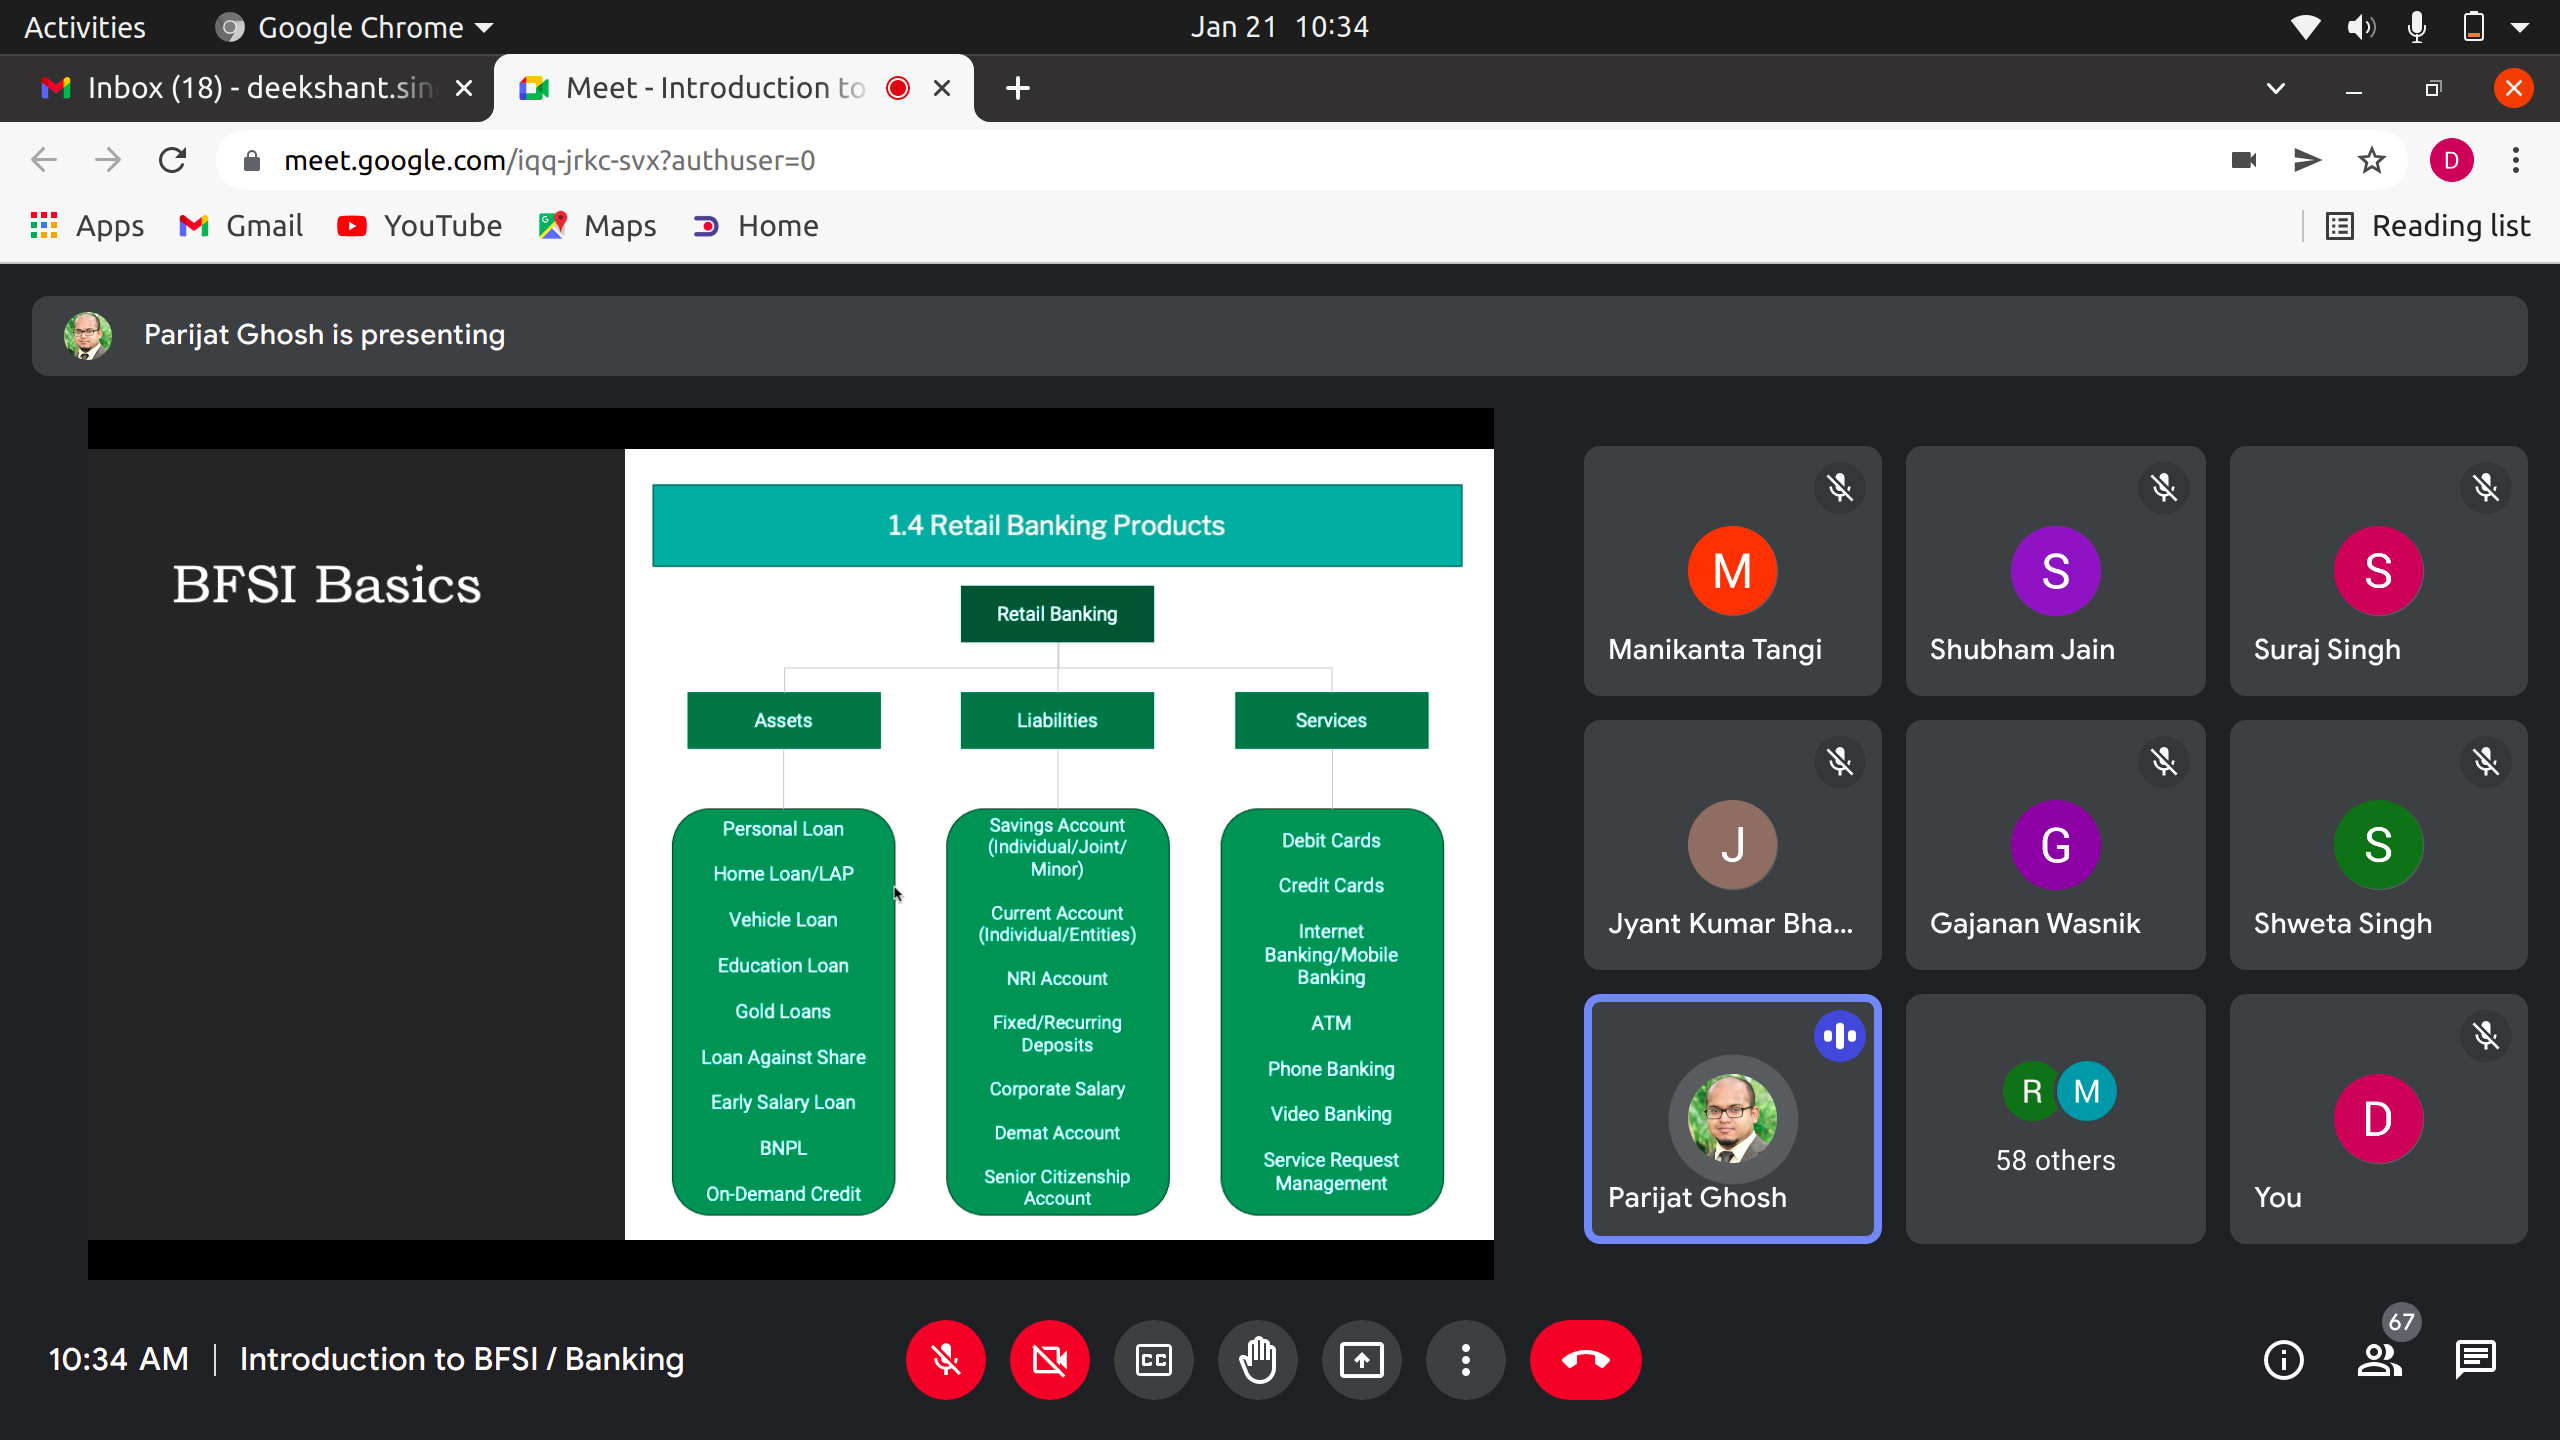 Activities
Google Chrome
Jan 21 10:34
Inbox (18) - deekshant.sin
Meet - Introduction to
meet.google.com/iqq-jrkc-svx?authuser=0
D
Apps
Gmail
YouTube
Maps
Home
Reading list
Parijat Ghosh is presenting
BFSI Basics
1.4 Retail Banking Products
Retail Banking
Assets
Liabilities
Services
Personal Loan
Home Loan/LAP
Vehicle Loan
Education Loan
Gold Loans
Loan Against Share
Early Salary Loan
BNPL
On-Demand Credit
Savings Account
(Individual/Joint/
Minor)
Current Account
(Individual/Entities)
NRI Account
Fixed/Recurring
Deposits
Corporate Salary
Demat Account
Senior Citizenship
Account
Debit Cards
Credit Cards
Internet
Banking/Mobile
Banking
ATM
Phone Banking
Video Banking
Service Request
Management
M
Manikanta Tangi
S
Shubham Jain
S
Suraj Singh
J
Jyant Kumar Bha...
G
Gajanan Wasnik
S
Shweta Singh
Parijat Ghosh
R
M
58 others
D
You
10:34 AM
Introduction to BFSI / Banking
CC
67